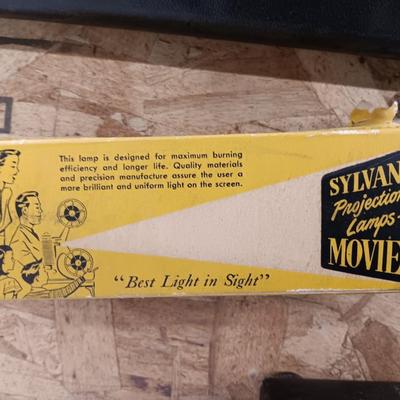 This lamp is designed for maximum burning
efficiency and longer life. Quality materials
and precision manufacture assure the user a
more brilliant and uniform light on the screen.
SYLVAN
Projection
Lamps-
MOVIE
"Best Light in Sight"